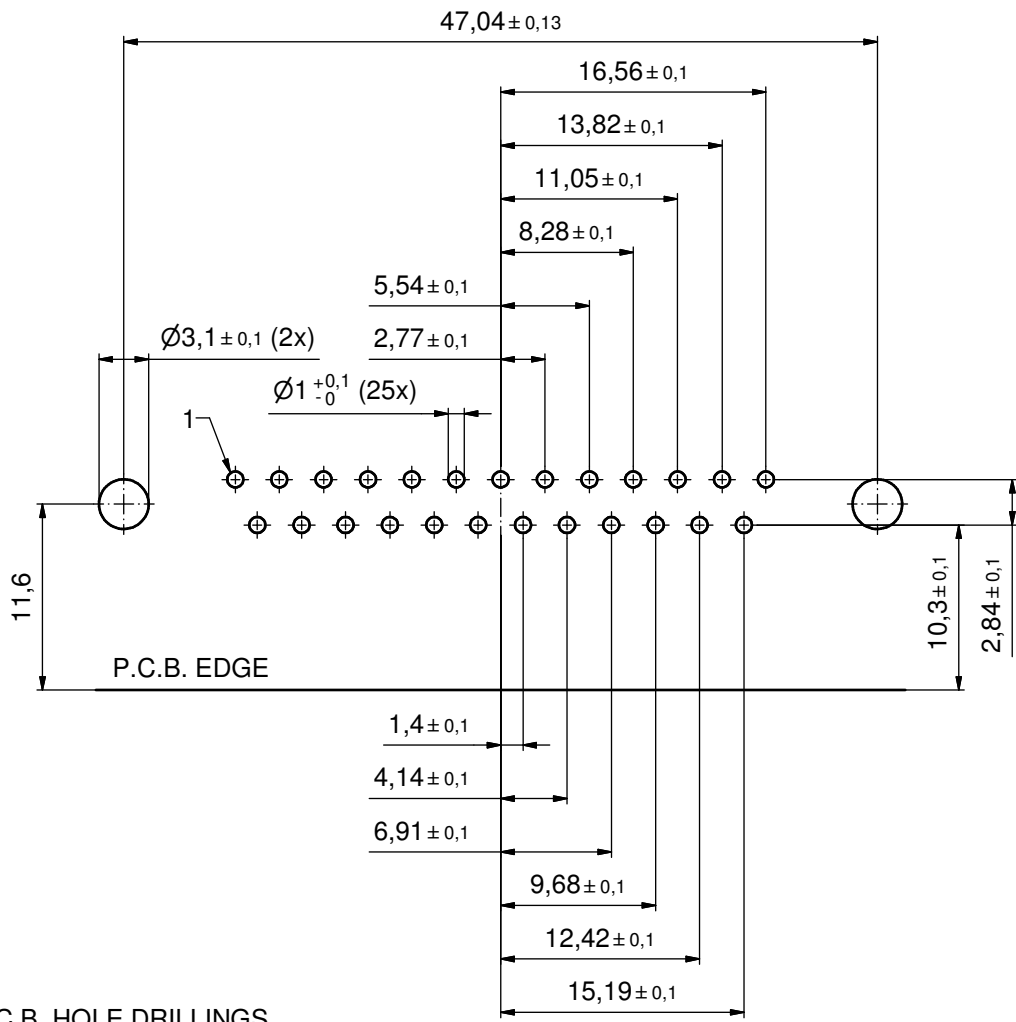 47,04 ± 0,13
16,56 ± 0,1
13,82 ± 0,1
11,05 ± 0,1
8,28 ± 0,1
5,54 ± 0,1
Ø3,1 ± 0,1 (2x)
2,77 ± 0,1
Ø1 +0,1 -0 (25x)
1
11,6
10,3 ± 0,1
2,84 ± 0,1
P.C.B. EDGE
1,4 ± 0,1
4,14 ± 0,1
6,91 ± 0,1
9,68 ± 0,1
12,42 ± 0,1
15,19 ± 0,1
C.B. HOLE DRILLINGS